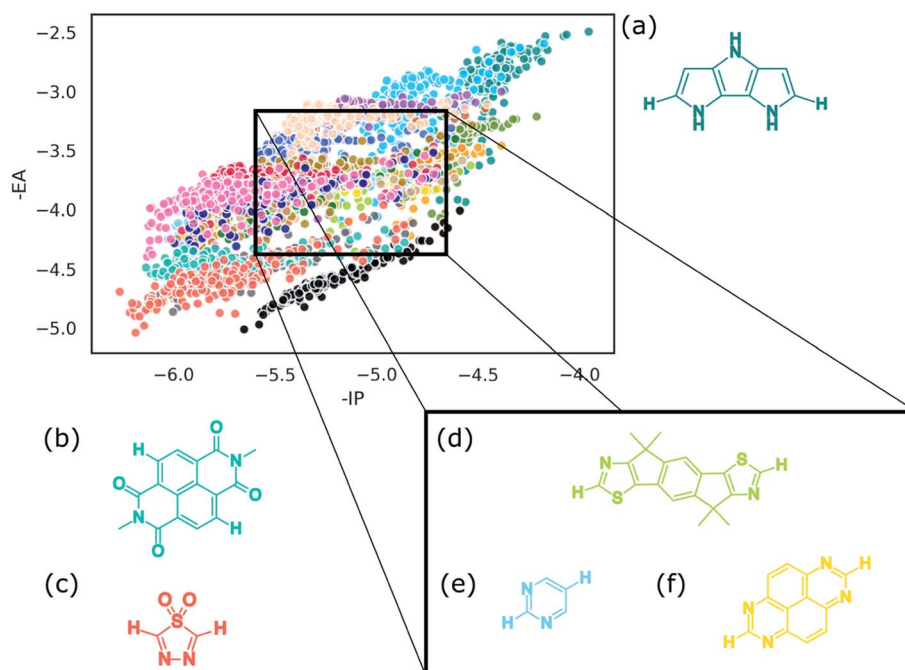 (a)
H
N
H
H
N
H
N
H
-2.5
-3.0
-3.5
-4.0
-4.5
-5.0
-EA
-6.0
-5.5
-5.0
-4.5
-4.0
-IP
(b)
O
H
O
N
O
N
O
H
(c)
O
O
S
H
H
N
N
(d)
N
S
H
H
S
N
(e)
H
N
H
N
(f)
N
H
N
N
H
N